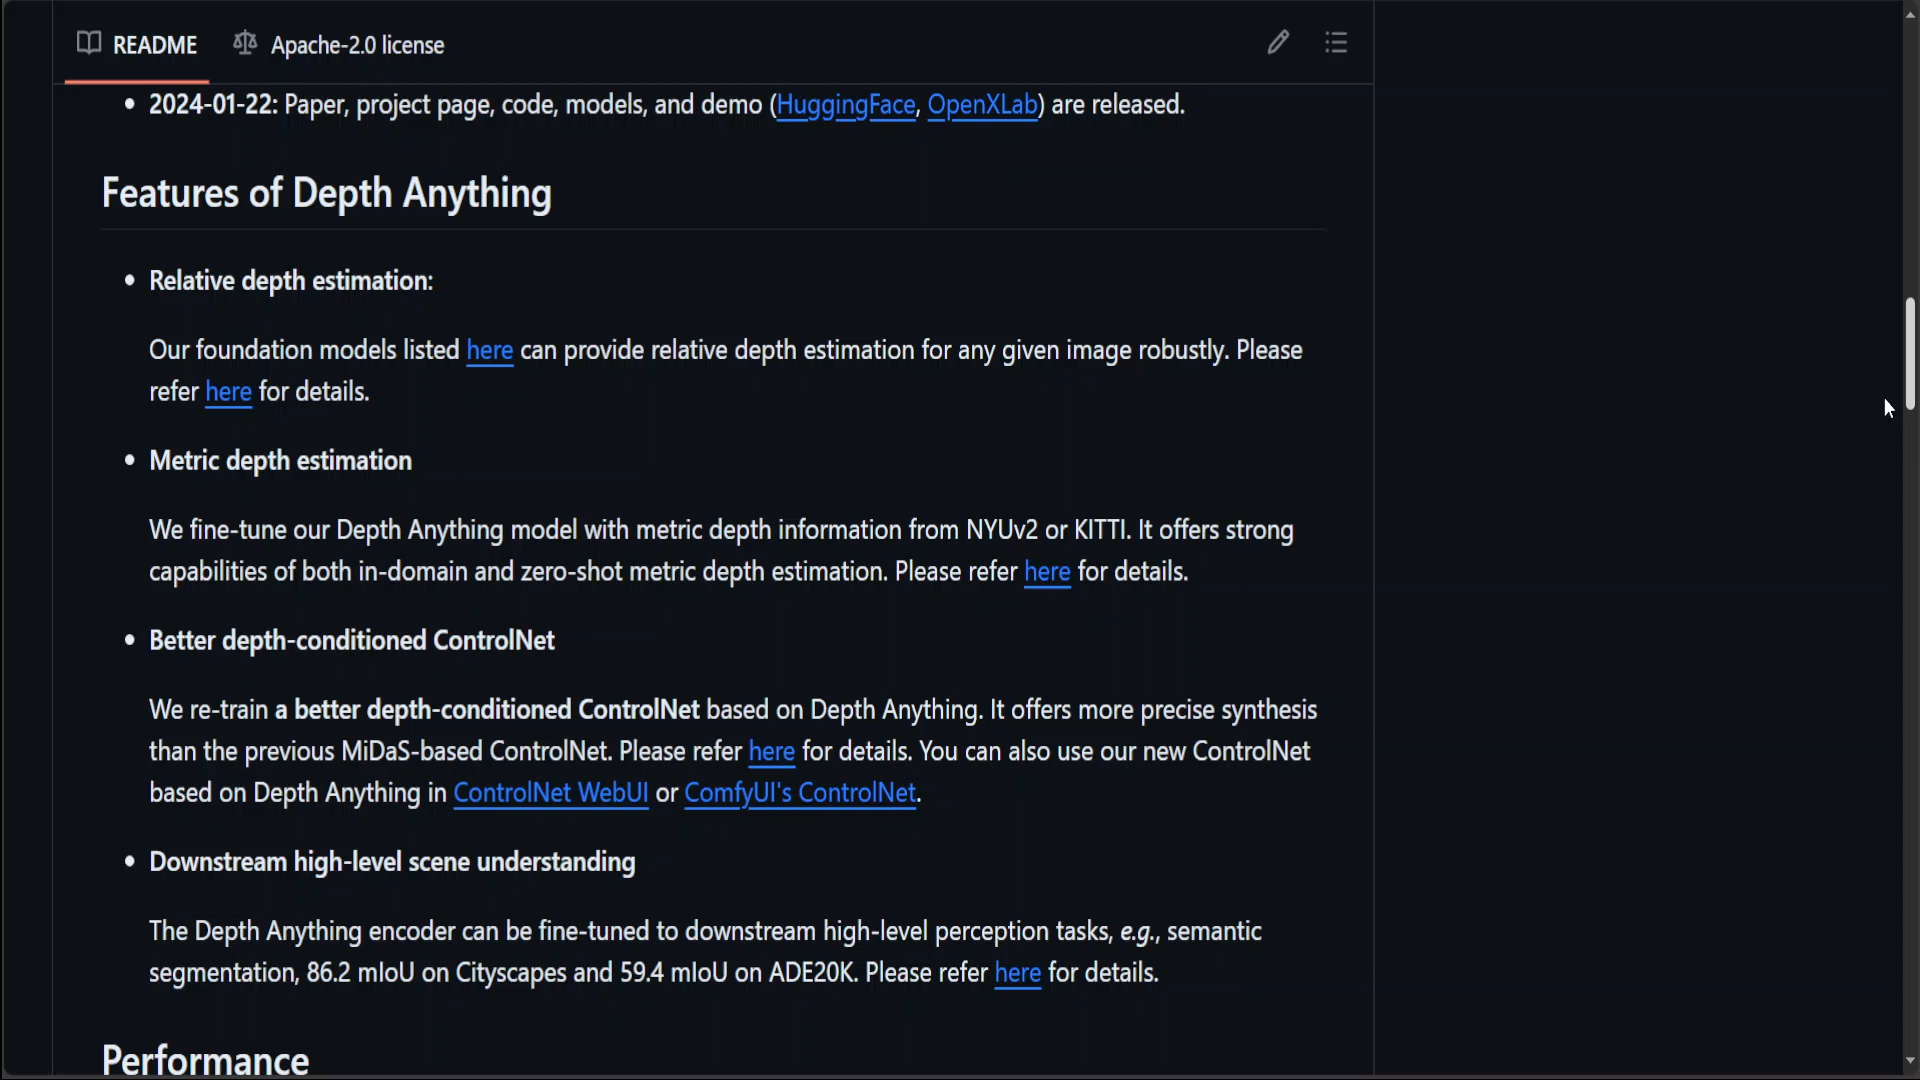 README Apache-2.0 license
• 2024-01-22: Paper, project page, code, models, and demo (HuggingFace, OpenXLab) are released.
Features of Depth Anything
• Relative depth estimation:
Our foundation models listed here can provide relative depth estimation for any given image robustly. Please
refer here for details.
• Metric depth estimation
We fine-tune our Depth Anything model with metric depth information from NYUv2 or KITTI. It offers strong
capabilities of both in-domain and zero-shot metric depth estimation. Please refer here for details.
• Better depth-conditioned ControlNet
We re-train a better depth-conditioned ControlNet based on Depth Anything. It offers more precise synthesis
than the previous MiDaS-based ControlNet. Please refer here for details. You can also use our new ControlNet
based on Depth Anything in ControlNet WebUI or ComfyUI's ControlNet.
• Downstream high-level scene understanding
The Depth Anything encoder can be fine-tuned to downstream high-level perception tasks, e.g., semantic
segmentation, 86.2 mIoU on Cityscapes and 59.4 mIoU on ADE20K. Please refer here for details.
Performance